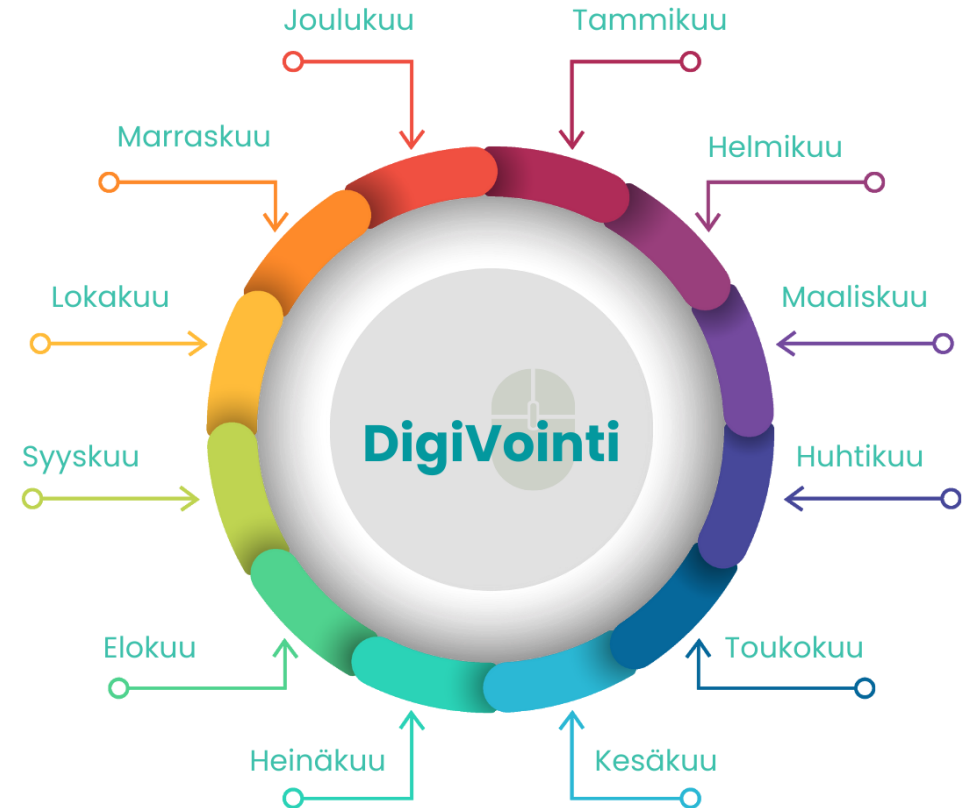 Joulukuu
Tammikuu
Marraskuu
Helmikuu
Lokakuu
Maaliskuu
DigiVointi
Syyskuu
Huhtikuu
Elokuu
Toukokuu
Heinäkuu
Kesäkuu